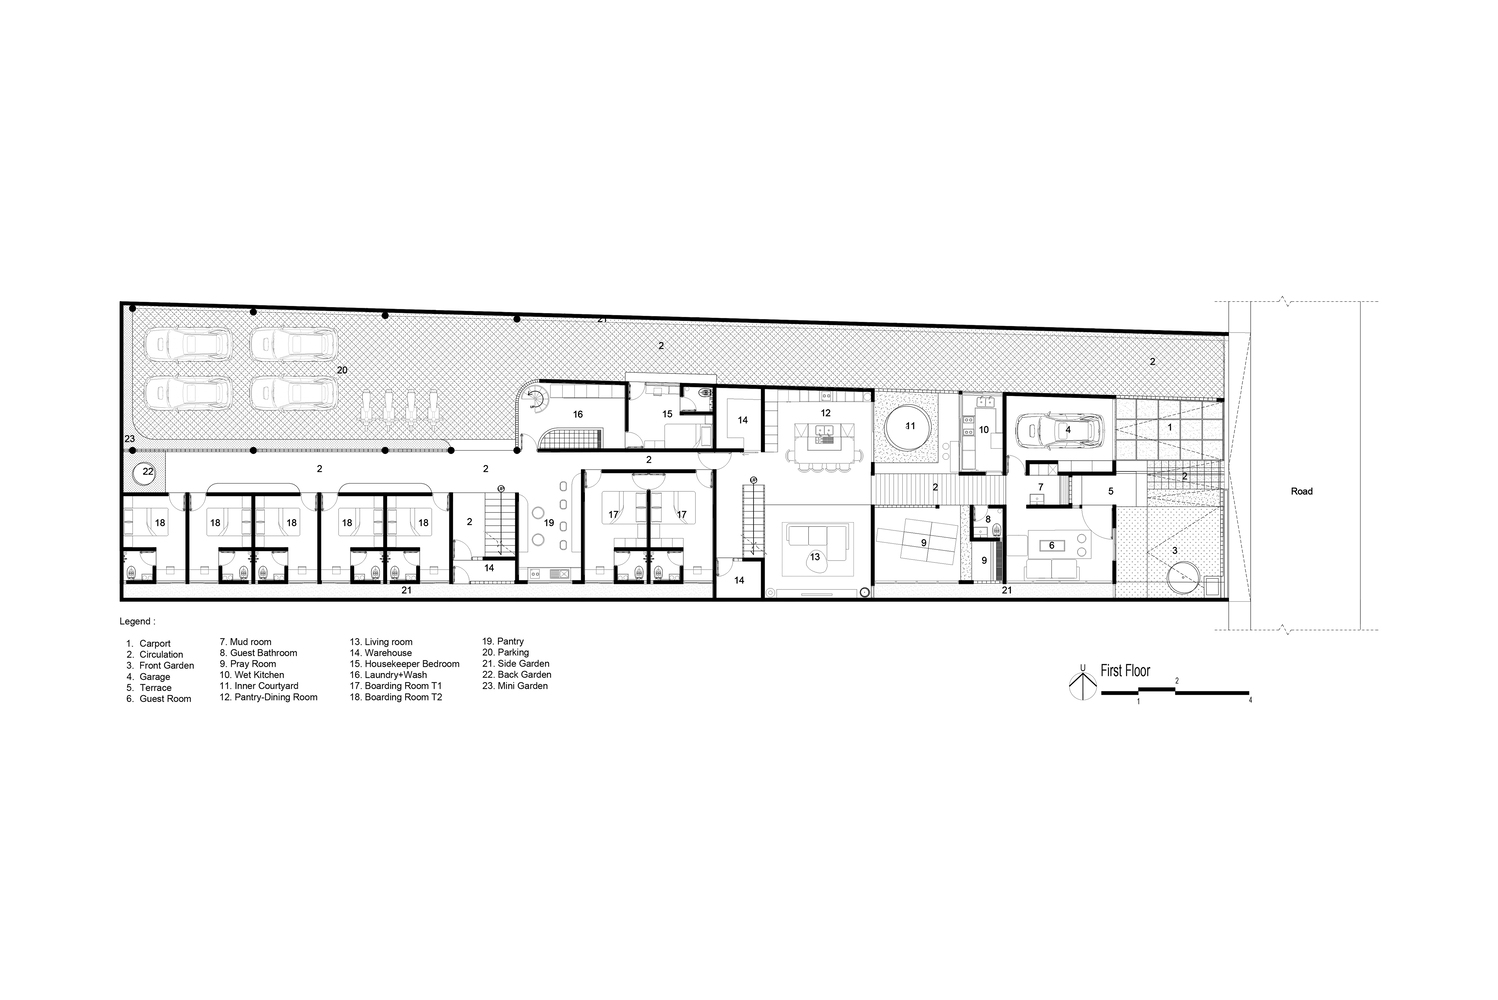 21
2
2
20
16
15
14
12
11
10
4
1
23
22
2
2
2
2
7
5
2
18
18
18
18
18
2
19
17
17
13
9
8
6
3
14
14
9
21
21
Road
Legend :
1. Carport
2. Circulation
3. Front Garden
4. Garage
5. Terrace
6. Guest Room
7. Mud room
8. Guest Bathroom
9. Pray Room
10. Wet Kitchen
11. Inner Courtyard
12. Pantry-Dining Room
13. Living room
14. Warehouse
15. Housekeeper Bedroom
16. Laundry+Wash
17. Boarding Room T1
18. Boarding Room T2
19. Pantry
20. Parking
21. Side Garden
22. Back Garden
23. Mini Garden
U
First Floor
2
1
4